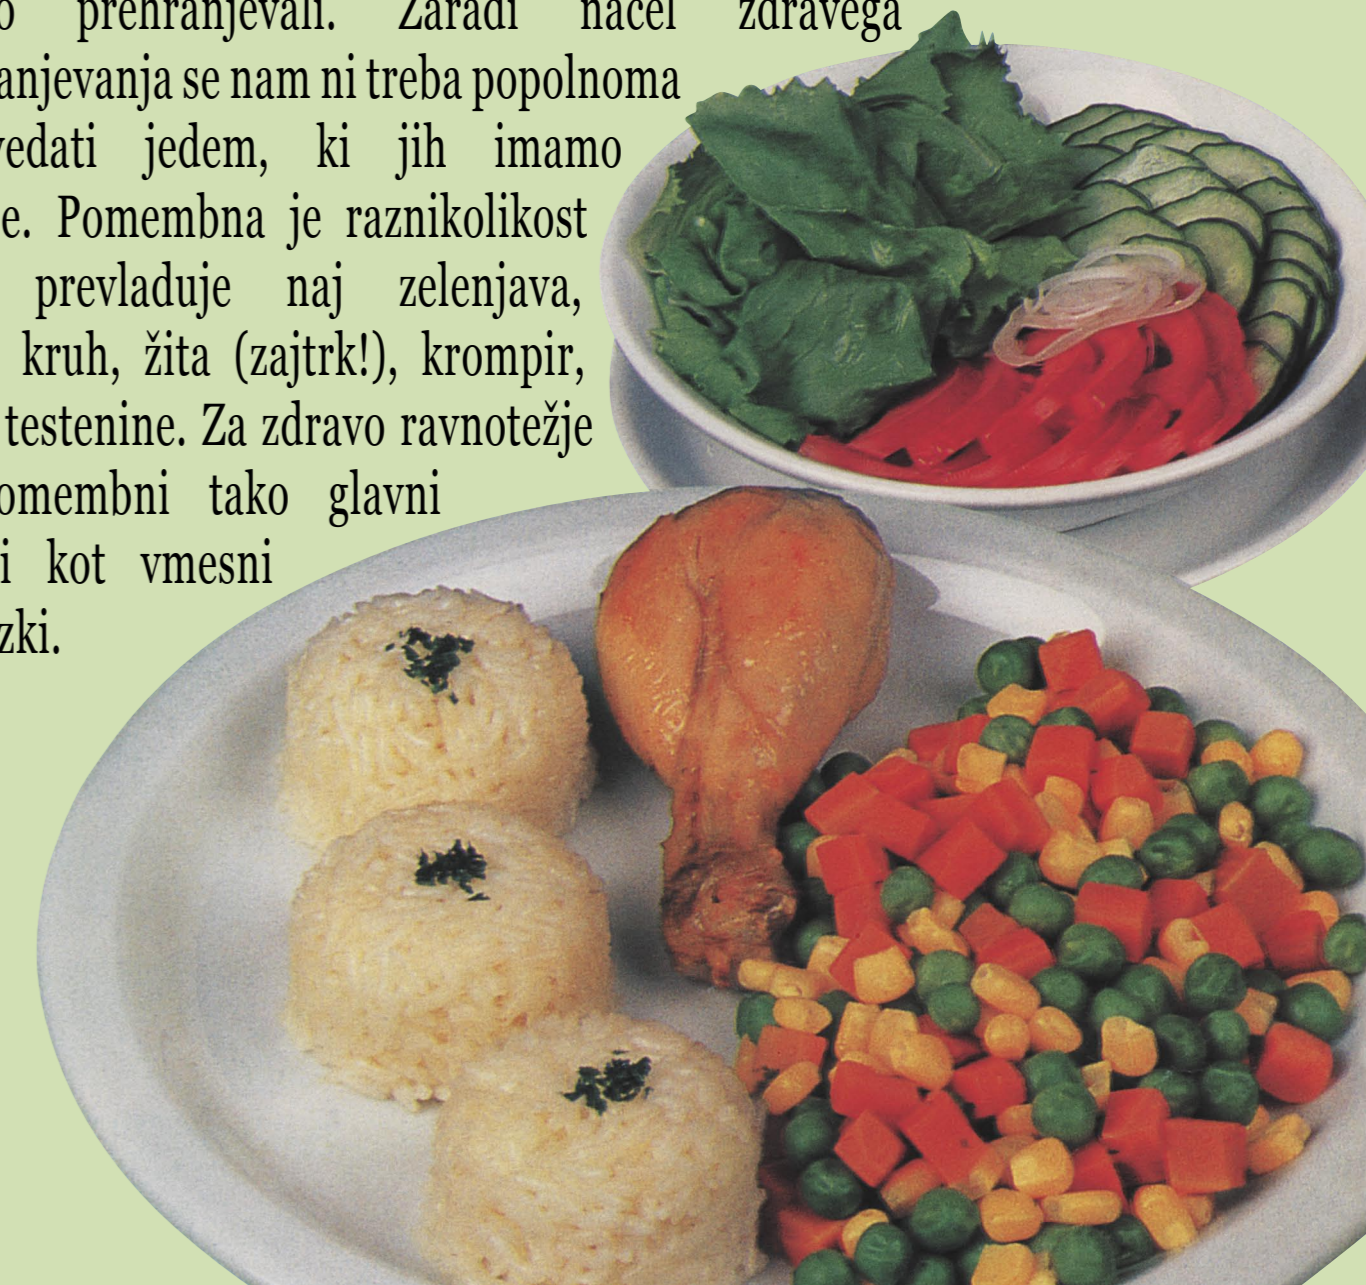 prehranjevali. Zaradi načel zdravega
anjevanja se nam ni treba popolnoma
vedati jedem, ki jih imamo
e. Pomembna je raznikolikost
prevladuje naj zelenjava,
kruh, žita (zajtrk!), krompir,
testenine. Za zdravo ravnotežje
omembni tako glavni
i kot vmesni
zki.